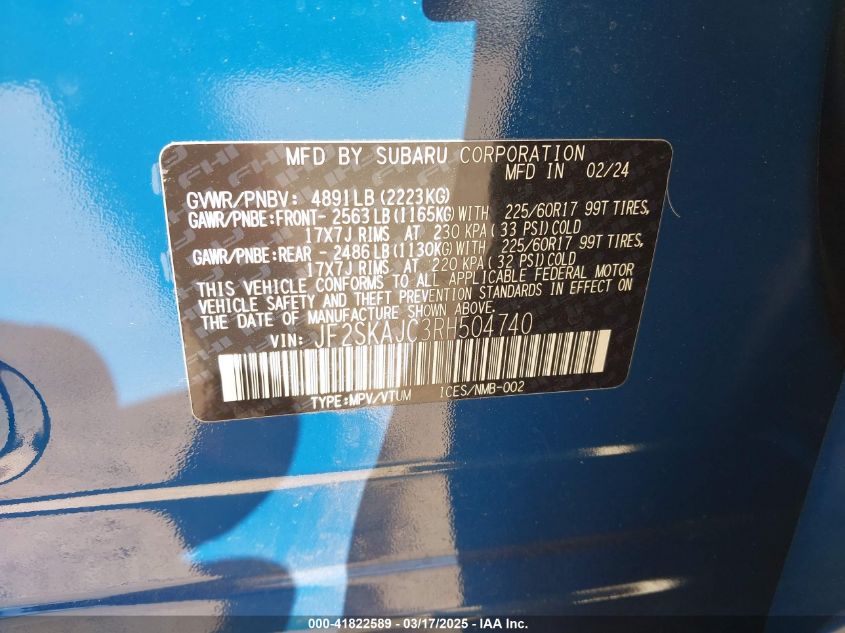 MFD BY SUBARU CORPORATION
MFD IN 02/24
GVWR/PNBV: 4891LB(2223KG)
GAWR/PNBE:FRONT- 2563LB(1165KG)WITH 225/60R17 99T TIRES,
17X7J RIMS AT 230 KPA(33 PSI)COLD
GAWR/PNBE:REAR - 2486LB(1130KG)WITH 225/60R17 99T TIRES,
17X7J RIMS AT 220 KPA(32 PSI)COLD
THIS VEHICLE CONFORMS TO ALL APPLICABLE FEDERAL MOTOR
VEHICLE SAFETY AND THEFT PREVENTION STANDARDS IN EFFECT ON
THE DATE OF MANUFACTURE SHOWN ABOVE.
VIN: JF2SKAJC3RH504740
TYPE:MPV/VTUM ICES/NMB-002
000-41822589 - 03/17/2025 - IAA Inc.